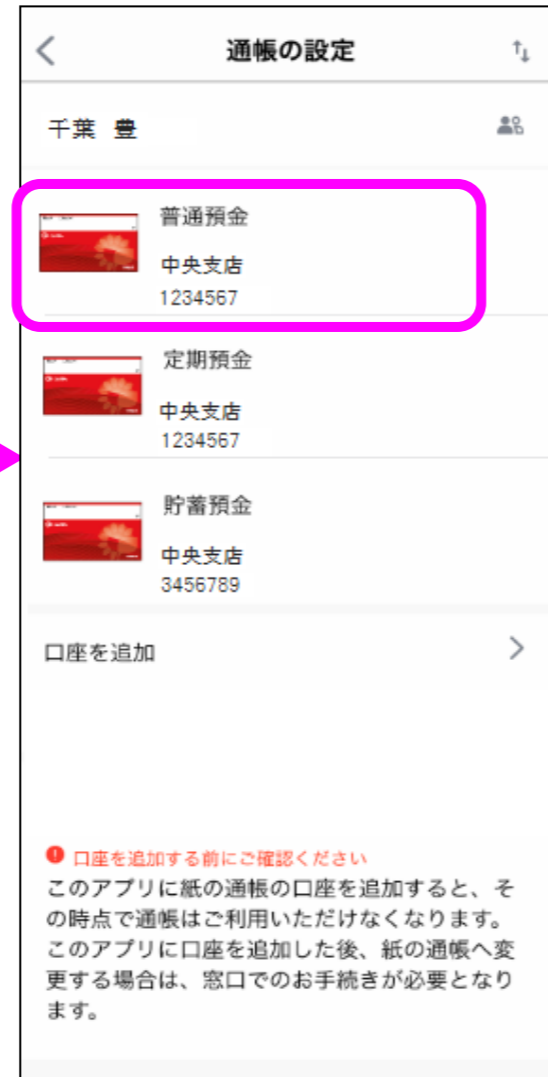 通帳の設定
千葉 豊
普通預金
中央支店
1234567
定期預金
中央支店
1234567
貯蓄預金
中央支店
3456789
口座を追加
口座を追加する前にご確認ください
このアプリに紙の通帳の口座を追加すると、そ
の時点で通帳はご利用いただけなくなります。
このアプリに口座を追加した後、紙の通帳へ変
更する場合は、窓口でのお手続きが必要となり
ます。